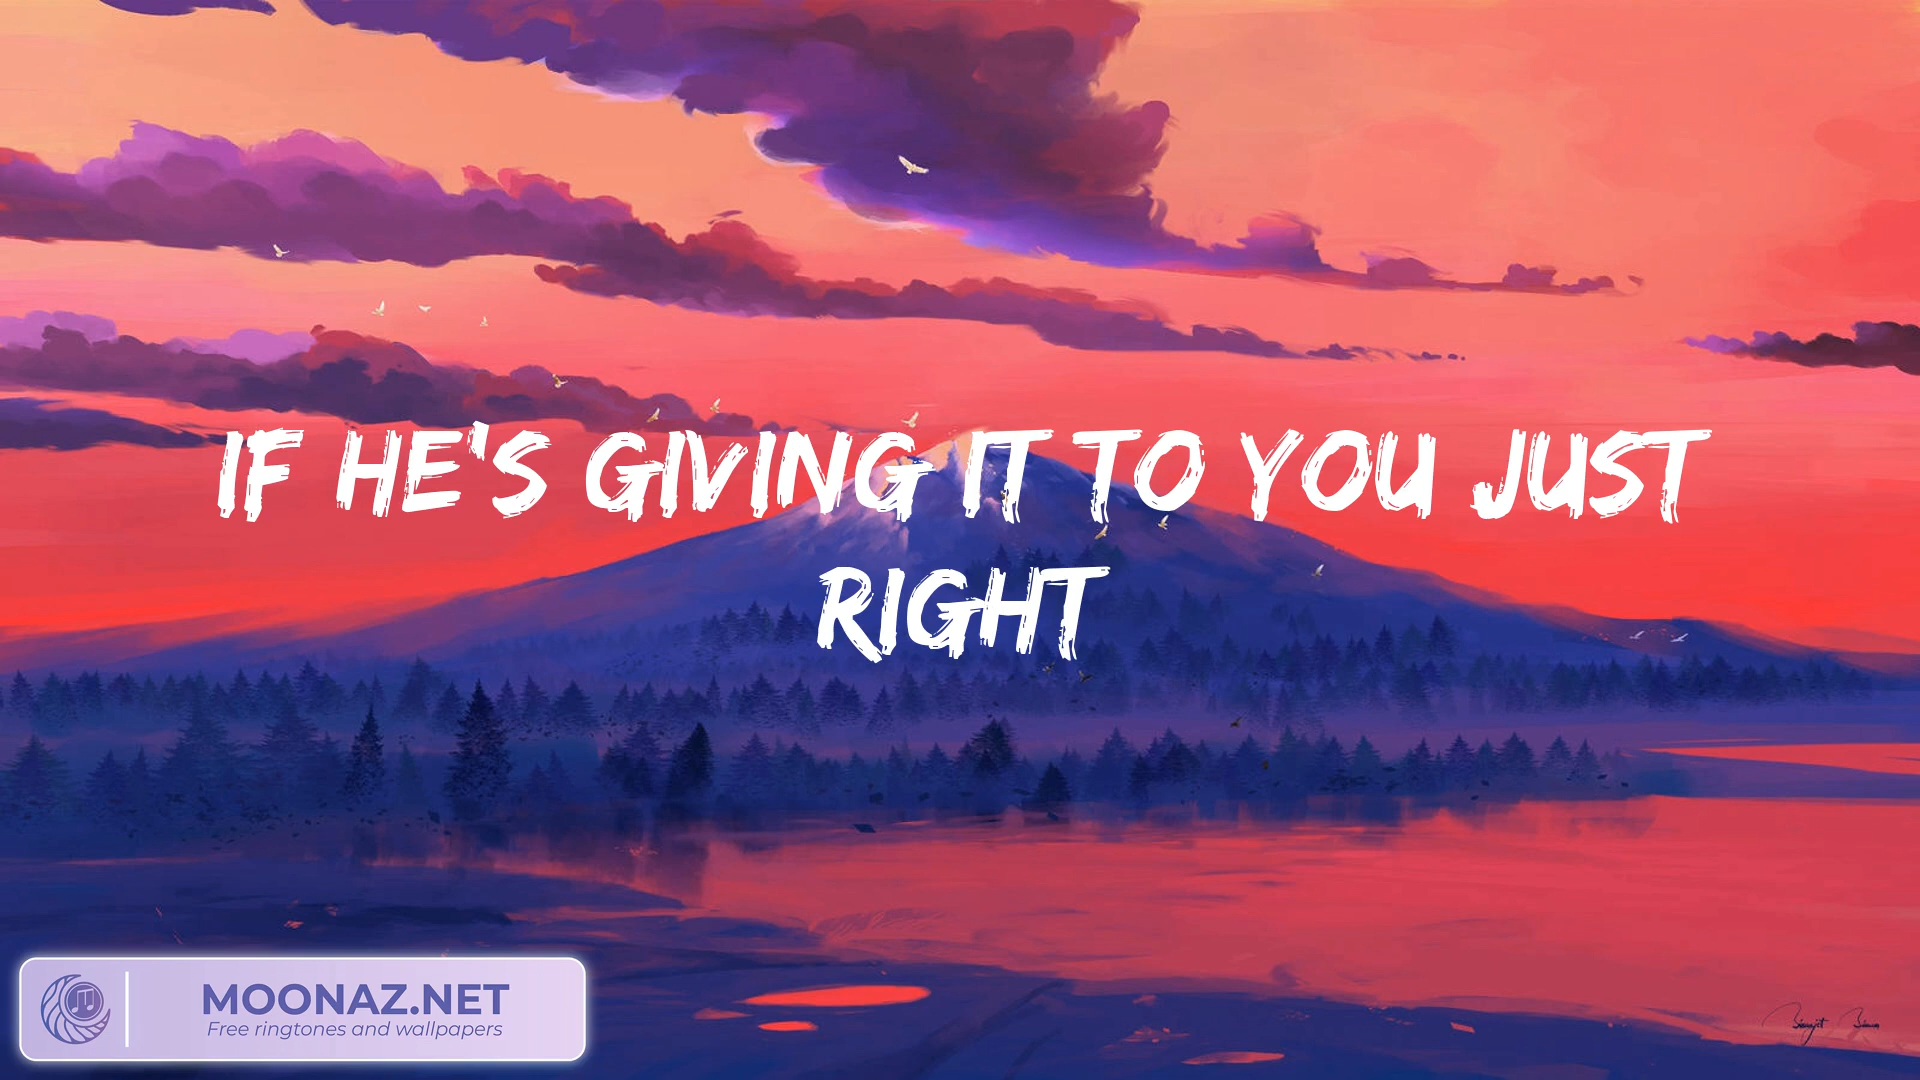 IF HE'S GIVING IT TO YOU JUST
RIGHT
MOONAZ.NET
Free ringtones and wallpapers